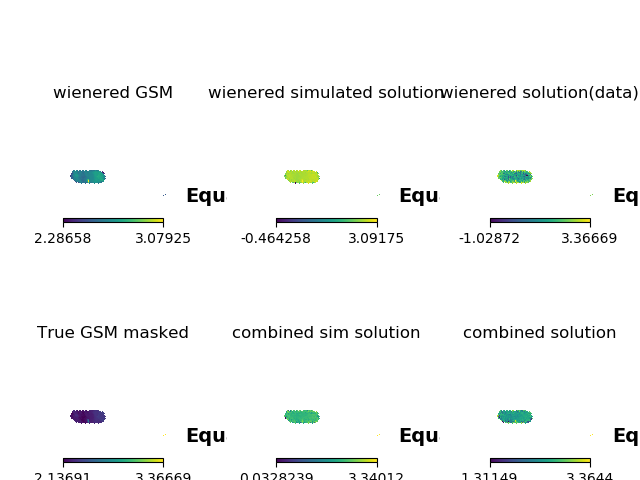 wienered GSM
wienered simulated solution
wienered solution(data)
Equ
Equ
Eq
2.28658 3.07925
-0.464258 3.09175
-1.02872 3.36669
True GSM masked
combined sim solution
combined solution
Equ
Equ
Eq
2.13691 3.36669
0.0328239 3.34012
1.31149 3.3644